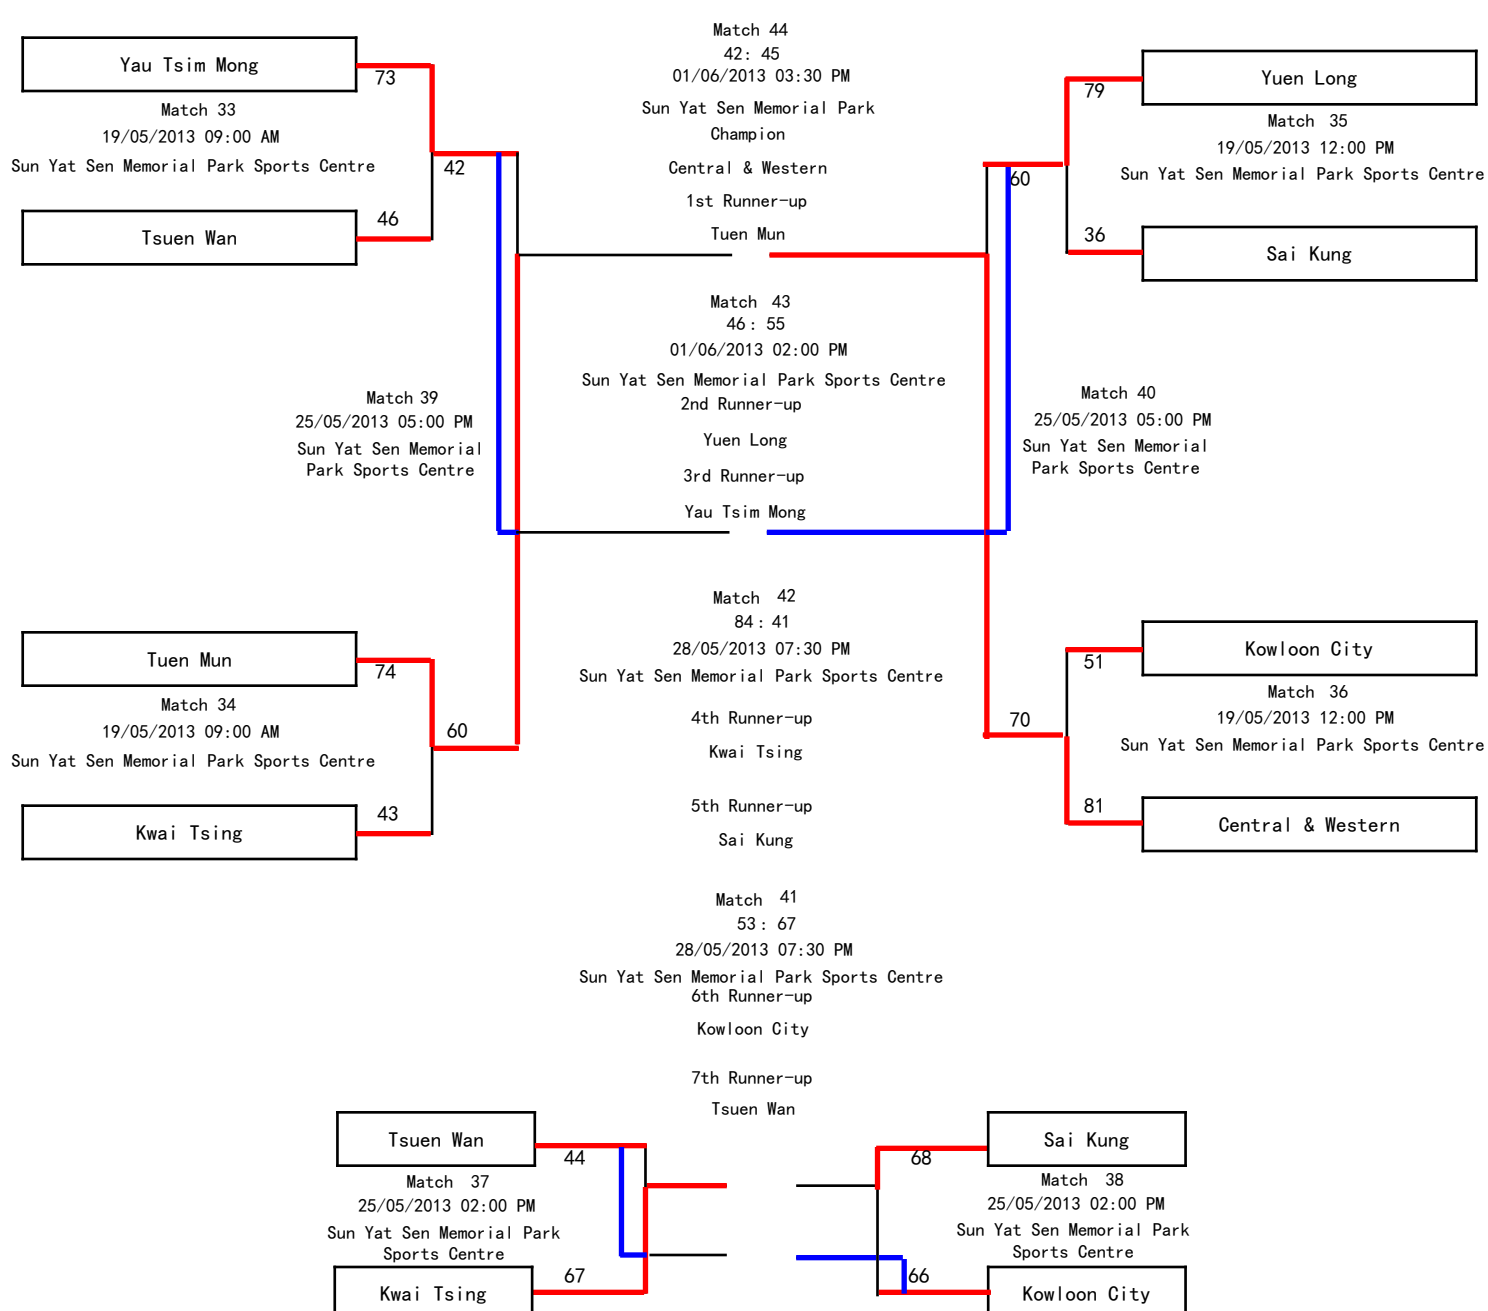 Yau Tsim Mong
73
Match 33
19/05/2013 09:00 AM
Sun Yat Sen Memorial Park Sports Centre
42
46
Tsuen Wan
Match 44
42: 45
01/06/2013 03:30 PM
Sun Yat Sen Memorial Park
Champion
Central & Western
1st Runner-up
Tuen Mun
79
Yuen Long
Match 35
19/05/2013 12:00 PM
Sun Yat Sen Memorial Park Sports Centre
60
36
Sai Kung
Match 43
46: 55
01/06/2013 02:00 PM
Sun Yat Sen Memorial Park Sports Centre
2nd Runner-up
Yuen Long
3rd Runner-up
Yau Tsim Mong
Match 39
25/05/2013 05:00 PM
Sun Yat Sen Memorial
Park Sports Centre
Match 40
25/05/2013 05:00 PM
Sun Yat Sen Memorial
Park Sports Centre
Match 42
84: 41
28/05/2013 07:30 PM
Sun Yat Sen Memorial Park Sports Centre
4th Runner-up
Kwai Tsing
5th Runner-up
Sai Kung
Tuen Mun
74
Match 34
19/05/2013 09:00 AM
Sun Yat Sen Memorial Park Sports Centre
60
43
Kwai Tsing
Kowloon City
51
Match 36
19/05/2013 12:00 PM
Sun Yat Sen Memorial Park Sports Centre
70
81
Central & Western
Match 41
53: 67
28/05/2013 07:30 PM
Sun Yat Sen Memorial Park Sports Centre
6th Runner-up
Kowloon City
7th Runner-up
Tsuen Wan
Tsuen Wan
44
Match 37
25/05/2013 02:00 PM
Sun Yat Sen Memorial Park
Sports Centre
67
Kwai Tsing
68
Sai Kung
Match 38
25/05/2013 02:00 PM
Sun Yat Sen Memorial Park
Sports Centre
66
Kowloon City